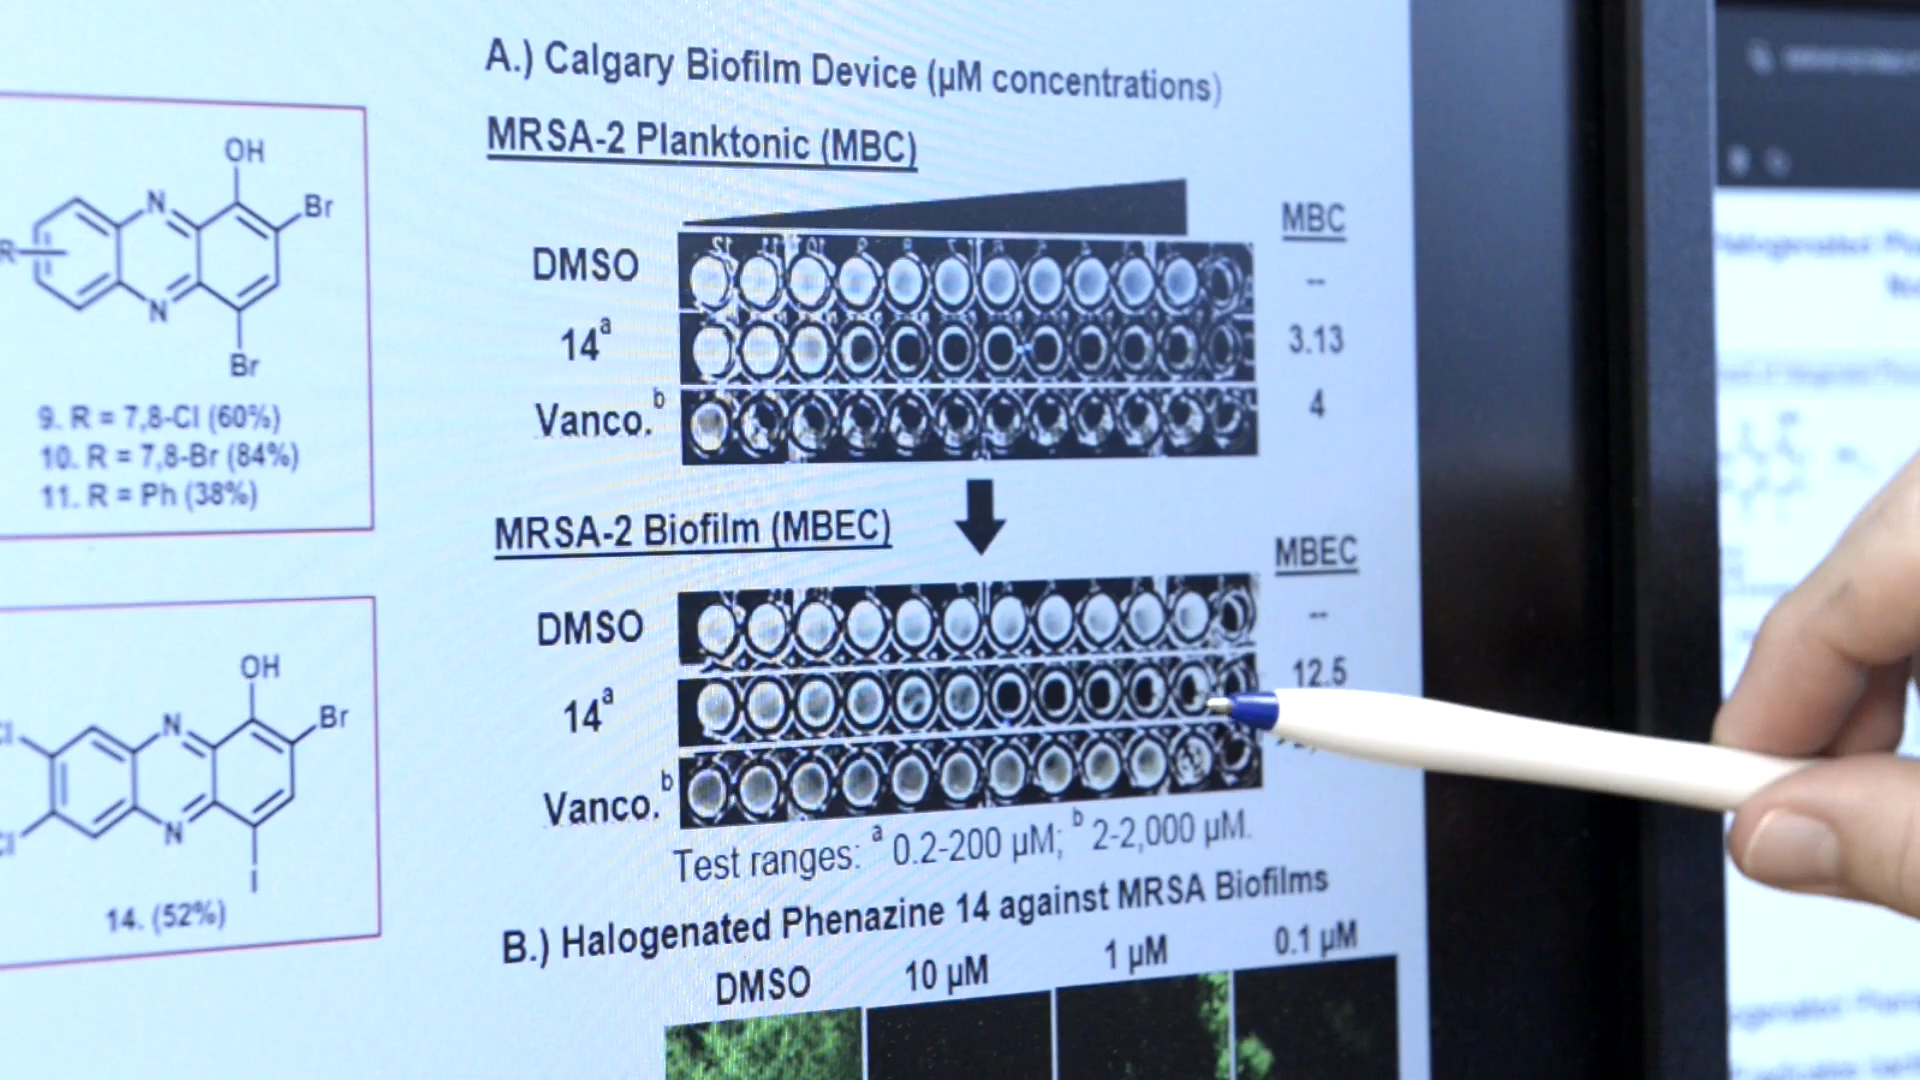 A.) Calgary Biofilm Device (µM concentrations)
MRSA-2 Planktonic (MBC)
MBC
DMSO
--
14a
3.13
Vanco.b
4
MRSA-2 Biofilm (MBEC)
MBEC
DMSO
--
14a
12.5
Vanco.b
Test ranges: a 0.2-200 µM; b 2-2,000 µM.
B.) Halogenated Phenazine 14 against MRSA Biofilms
DMSO
10 µM
1 µM
0.1 µM
OH
N
Br
R
N
Br
9. R = 7,8-Cl (60%)
10. R = 7,8-Br (84%)
11. R = Ph (38%)
OH
Cl
N
Br
Cl
N
I
14. (52%)